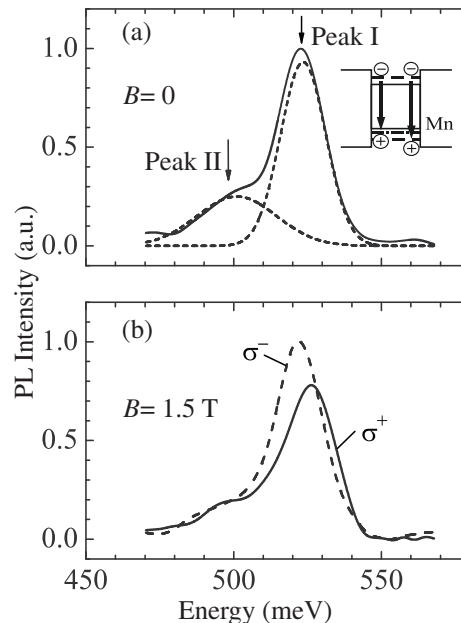 (a)
Peak I
B= 0
Mn
Peak II
1.0
0.5
0.0
PL Intensity (a.u.)
(b)
σ−
B= 1.5 T
σ+
1.0
0.5
0.0
450 500 550
Energy (meV)